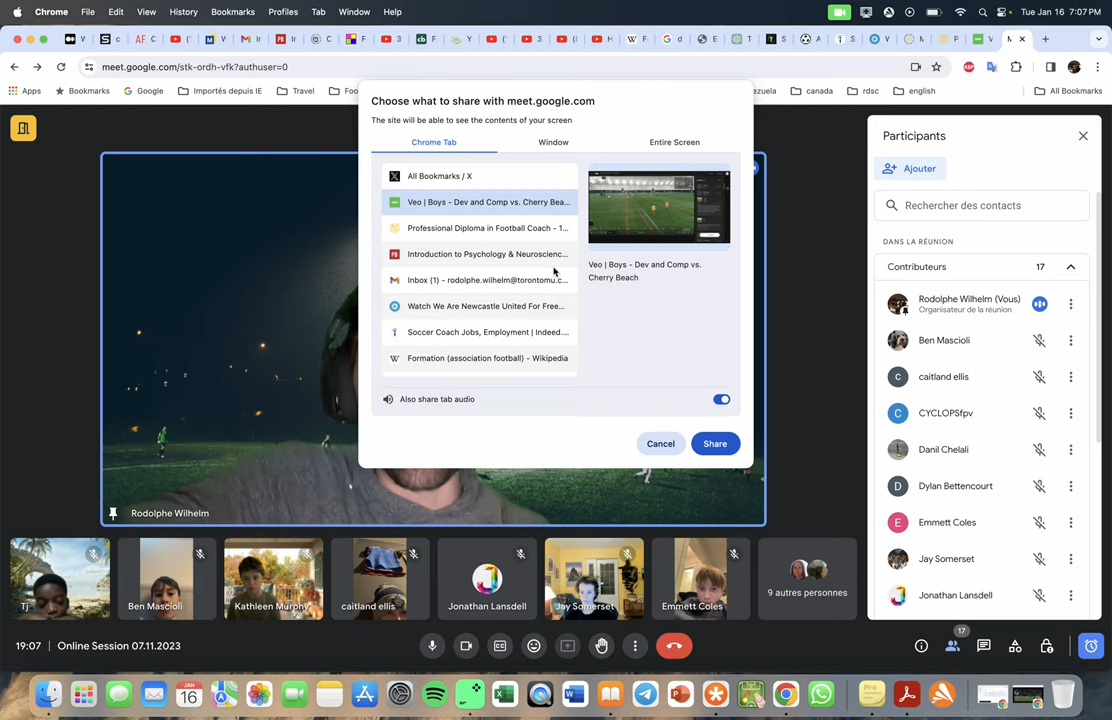 Chrome File Edit View History Bookmarks Profiles Tab Window Help Tue Jan 16 7:07 PM
meet.google.com/stk-ordh-vfk?authuser=0
Apps Bookmarks Google Importés depuis IE Travel canada rdsc english All Bookmarks
Choose what to share with meet.google.com
The site will be able to see the contents of your screen
Chrome Tab Window Entire Screen
All Bookmarks / X
Veo | Boys - Dev and Comp vs. Cherry Bea...
Professional Diploma in Football Coach - 1...
Introduction to Psychology & Neuroscienc...
Inbox (1) - rodolphe.wilhelm@torontomu.c...
Watch We Are Newcastle United For Free...
Soccer Coach Jobs, Employment | Indeed....
Formation (association football) - Wikipedia
Veo | Boys - Dev and Comp vs.
Cherry Beach
Also share tab audio
Cancel Share
Participants
Ajouter
Rechercher des contacts
DANS LA RÉUNION
Contributeurs 17
Rodolphe Wilhelm (Vous)
Organisateur de la réunion
Ben Mascioli
caitland ellis
CYCLOPSfpv
Danil Chelali
Dylan Bettencourt
Emmett Coles
Jay Somerset
Jonathan Lansdell
Rodolphe Wilhelm
Tj
Ben Mascioli
Kathleen Murphy
caitland ellis
Jonathan Lansdell
Jay Somerset
Emmett Coles
9 autres personnes
19:07 | Online Session 07.11.2023
17
JAN
16